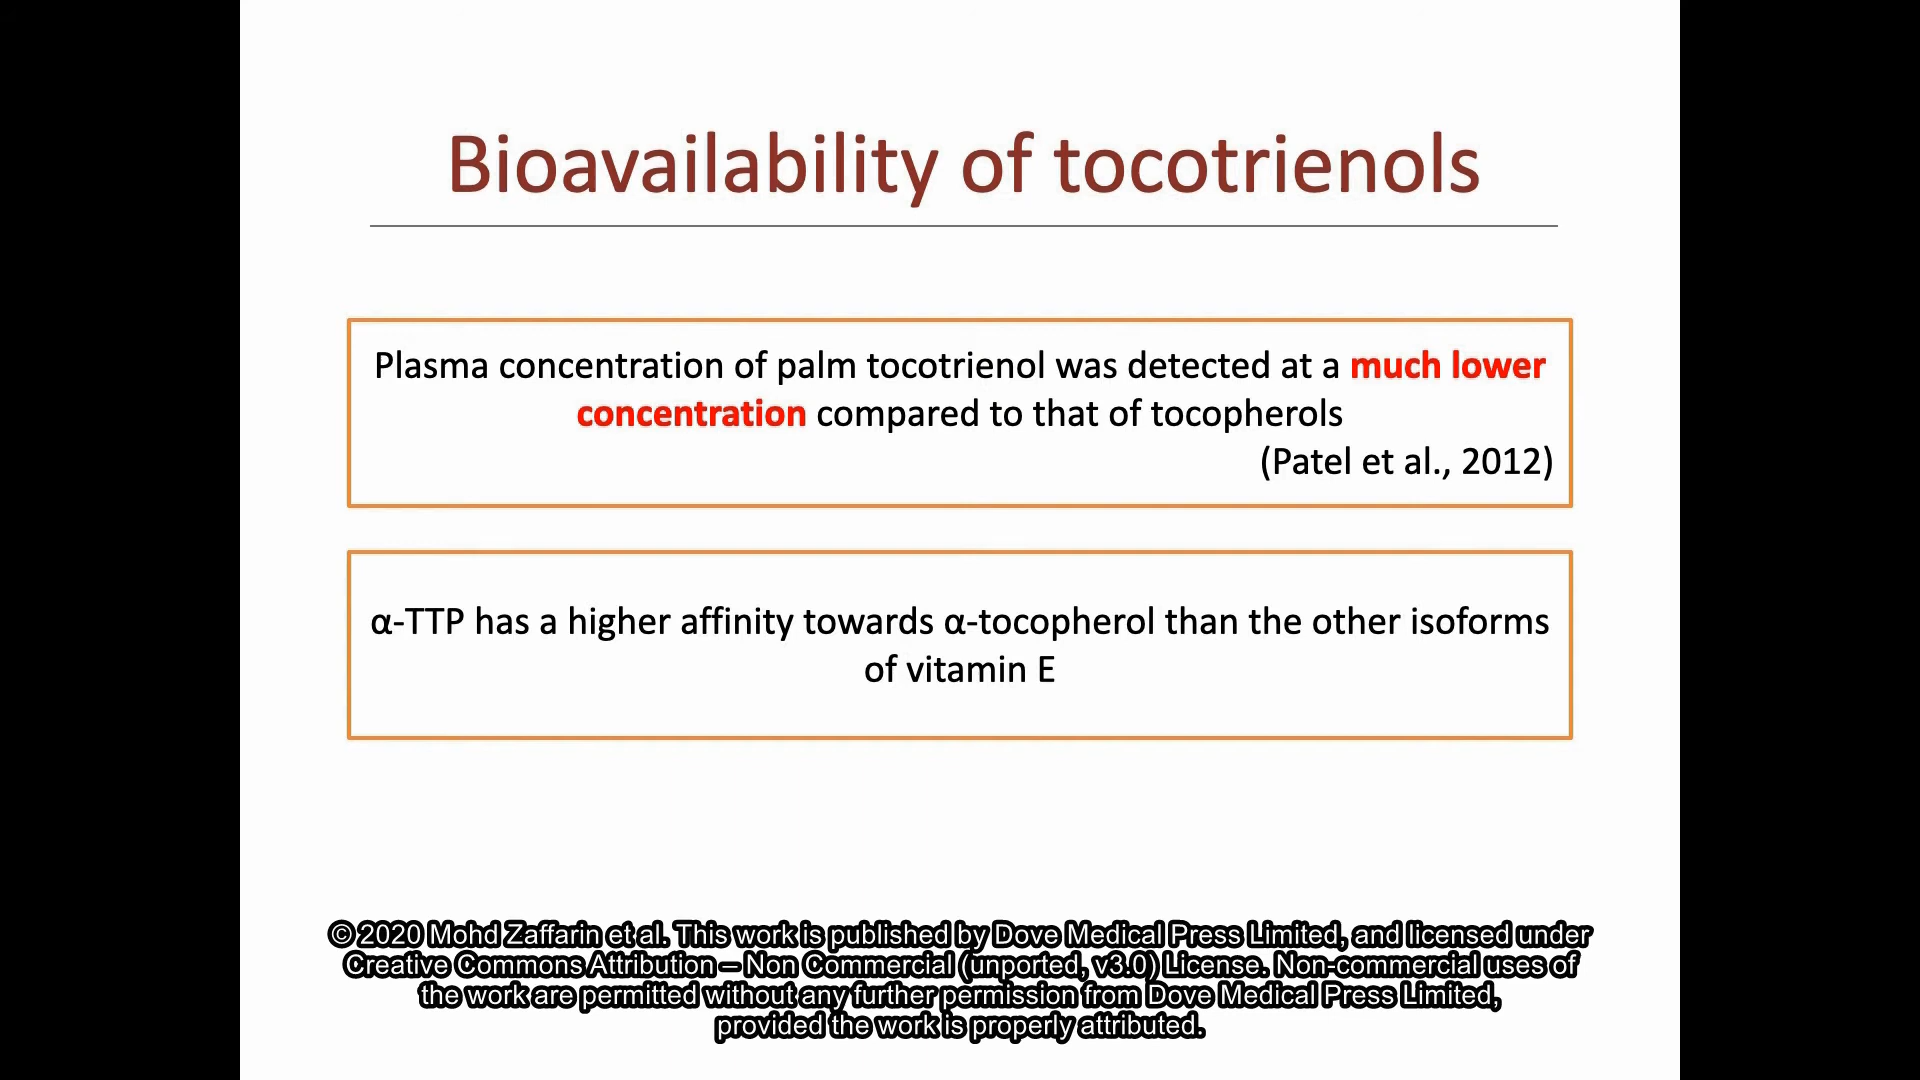 Bioavailability of tocotrienols
Plasma concentration of palm tocotrienol was detected at a much lower
concentration compared to that of tocopherols
(Patel et al., 2012)
α-TTP has a higher affinity towards α-tocopherol than the other isoforms
of vitamin E
© 2020 Mohd Zaffarin et al. This work is published by Dove Medical Press Limited, and licensed under
Creative Commons Attribution – Non Commercial (unported, v3.0) License. Non-commercial uses of
the work are permitted without any further permission from Dove Medical Press Limited,
provided the work is properly attributed.